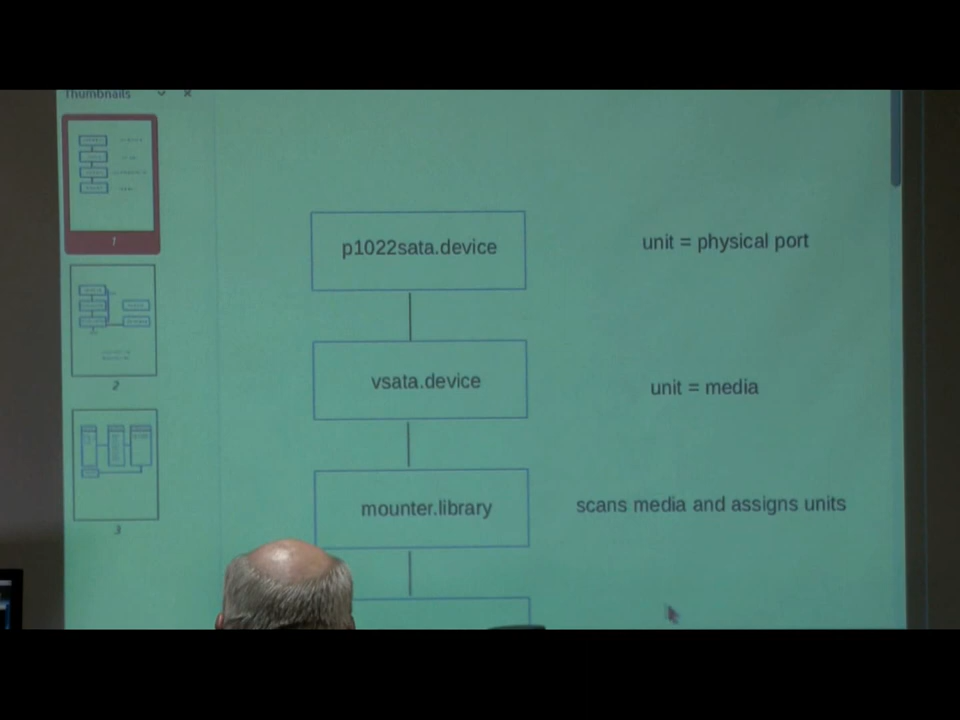 Thumbnails
1
2
3
p1022sata.device
unit = physical port
vsata.device
unit = media
mounter.library
scans media and assigns units